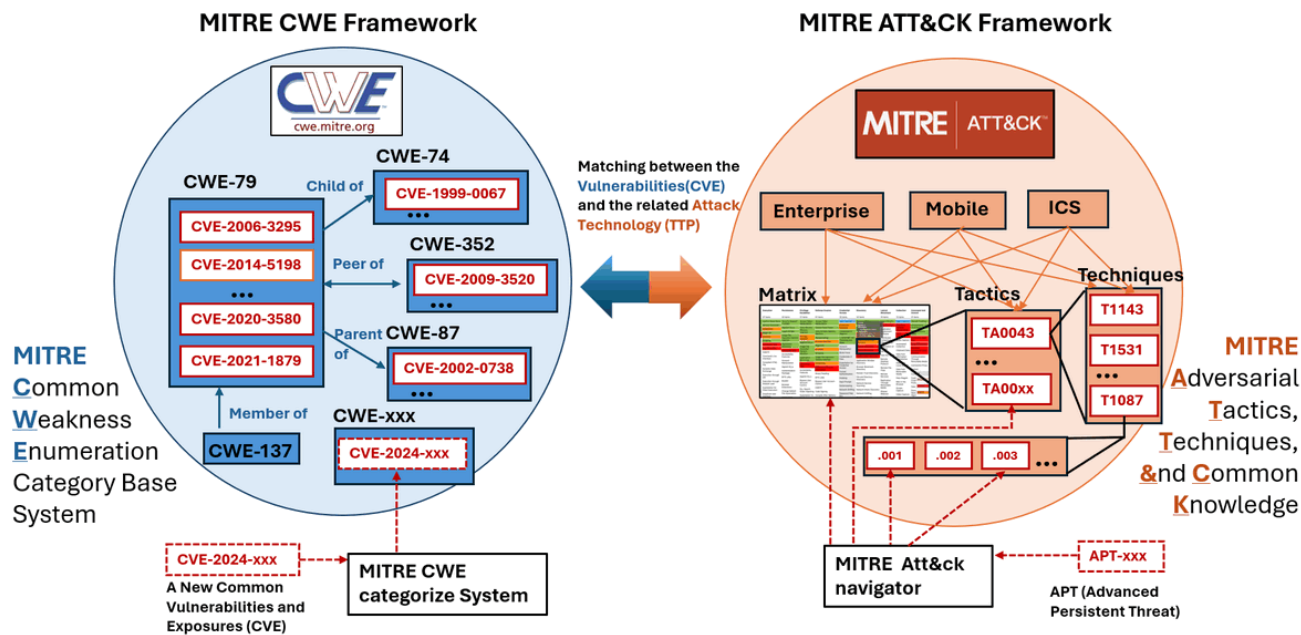 MITRE CWE Framework
MITRE ATT&CK Framework
CWE
cwe.mitre.org
MITRE | ATT&CK™
CWE-74
CVE-1999-0067
...
Child of
CWE-79
CVE-2006-3295
CVE-2014-5198
...
CVE-2020-3580
CVE-2021-1879
CWE-352
CVE-2009-3520
...
Peer of
CWE-87
CVE-2002-0738
...
Parent
of
Member of
CWE-137
CWE-xxx
CVE-2024-xxx
MITRE
Common
Weakness
Enumeration
Category Base
System
CVE-2024-xxx
A New Common
Vulnerabilities and
Exposures (CVE)
MITRE CWE
categorize System
Matching between the
Vulnerabilities(CVE)
and the related Attack
Technology (TTP)
Enterprise
Mobile
ICS
Matrix
Tactics
TA0043
...
TA00xx
Techniques
T1143
T1531
...
T1087
.001
.002
.003
...
MITRE
Adversarial
Tactics,
Techniques,
&nd Common
Knowledge
MITRE Att&ck
navigator
APT-xxx
APT (Advanced
Persistent Threat)